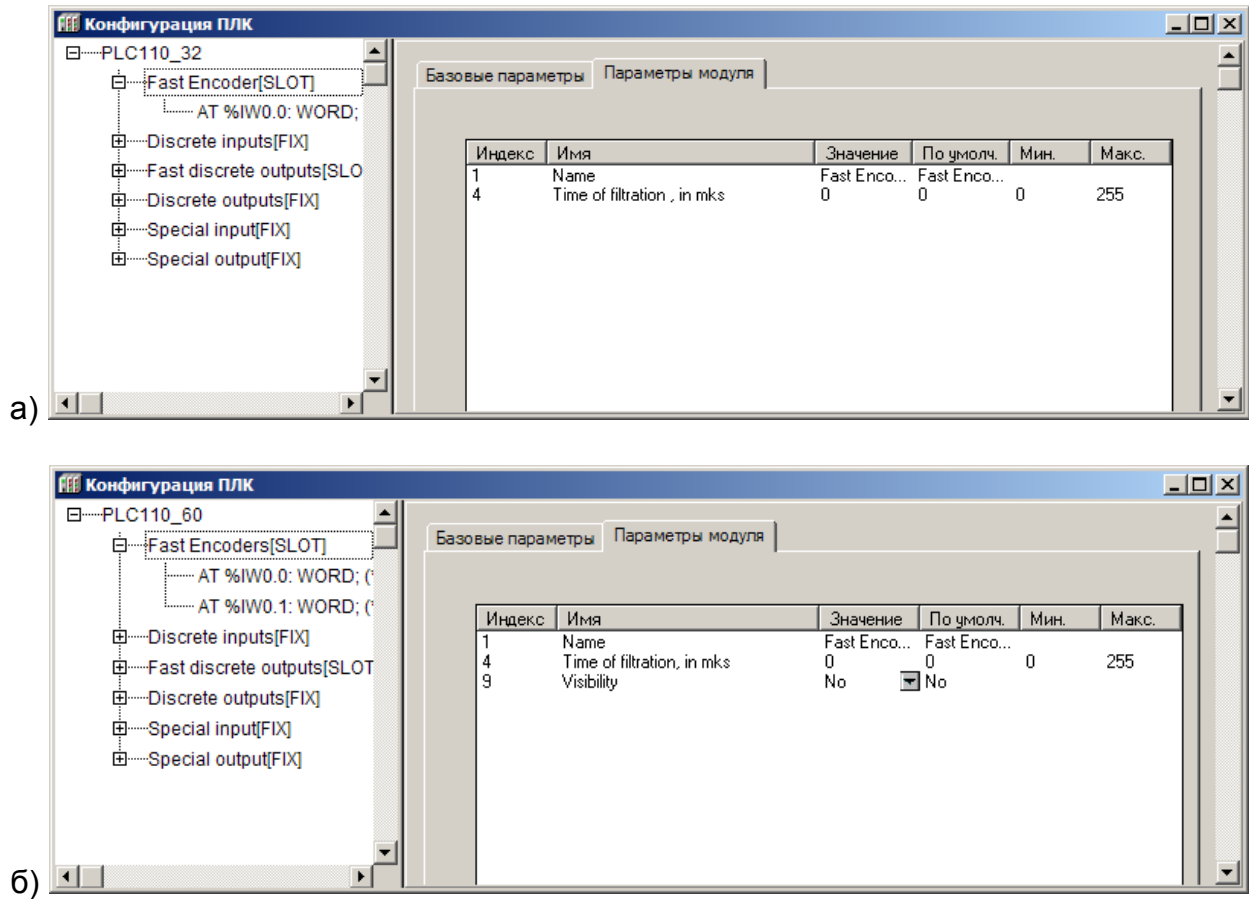 Конфигурация ПЛК
PLC110_32
Fast Encoder[SLOT]
AT %IW0.0: WORD;
Discrete inputs[FIX]
Fast discrete outputs[SLO
Discrete outputs[FIX]
Special input[FIX]
Special output[FIX]
Базовые параметры Параметры модуля
Индекс Имя Значение По умолч. Мин. Макс.
1 Name Fast Enco... Fast Enco...
4 Time of filtration , in mks 0 0 0 255
а)
Конфигурация ПЛК
PLC110_60
Fast Encoders[SLOT]
AT %IW0.0: WORD; (*
AT %IW0.1: WORD; (*
Discrete inputs[FIX]
Fast discrete outputs[SLOT
Discrete outputs[FIX]
Special input[FIX]
Special output[FIX]
Базовые параметры Параметры модуля
Индекс Имя Значение По умолч. Мин. Макс.
1 Name Fast Enco... Fast Enco...
4 Time of filtration, in mks 0 0 0 255
9 Visibility No No
б)